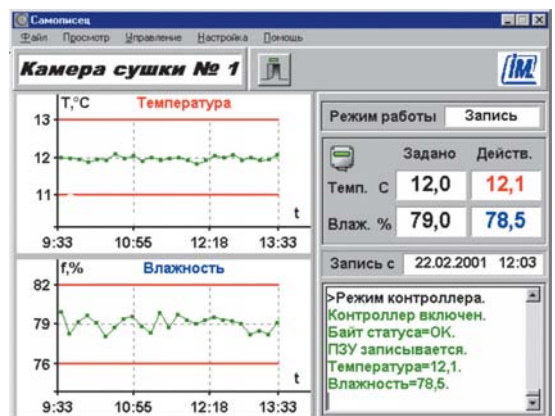 Самописец
Файл Просмотр Управление Настройка Помощь
Камера сушки № 1
IM
T,°C Температура
13
12
11
t
9:33 10:55 12:18 13:33
f,% Влажность
82
79
76
t
9:33 10:55 12:18 13:33
Режим работы Запись
Задано Действ.
Темп. С 12,0 12,1
Влаж. % 79,0 78,5
Запись с 22.02.2001 12:03
>Режим контроллера.
Контроллер включен.
Байт статуса=OK.
ПЗУ записывается.
Температура=12,1.
Влажность=78,5.